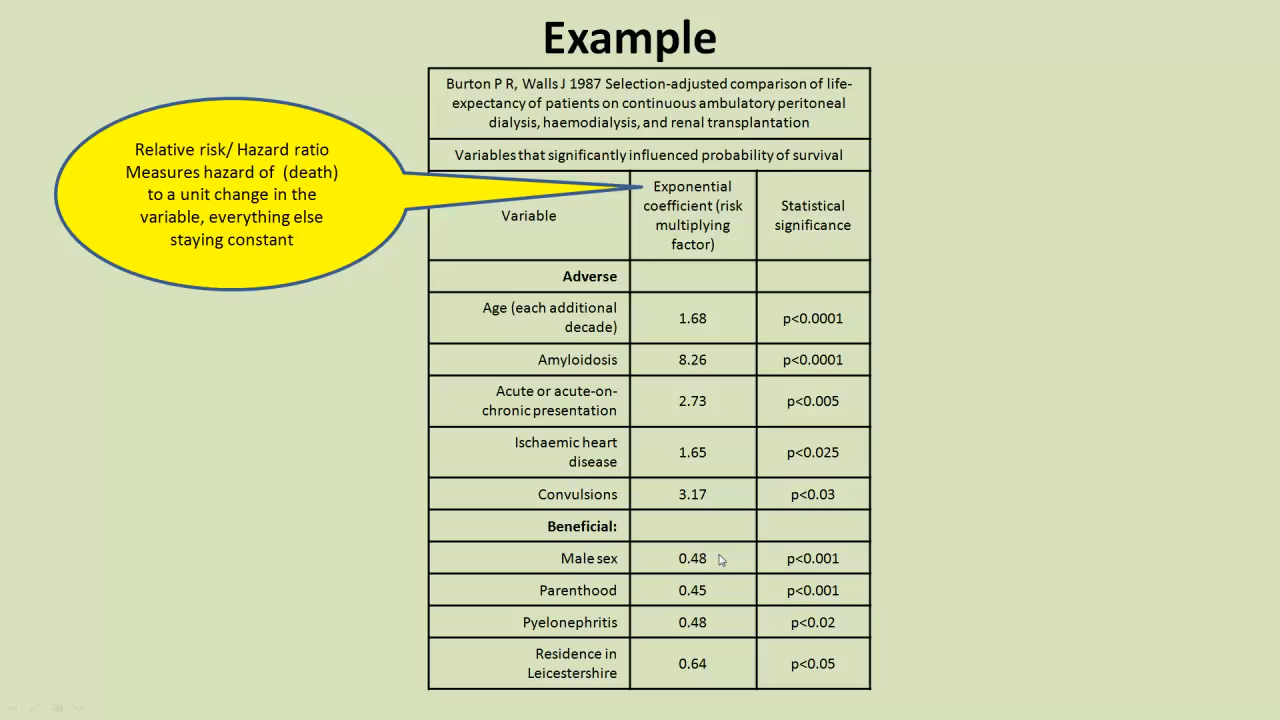 Example
Relative risk/ Hazard ratio
Measures hazard of  (death)
to a unit change in the
variable, everything else
staying constant
Burton P R, Walls J 1987 Selection-adjusted comparison of life-
expectancy of patients on continuous ambulatory peritoneal
dialysis, haemodialysis, and renal transplantation
Variables that significantly influenced probability of survival
Variable
Exponential
coefficient (risk
multiplying
factor)
Statistical
significance
Adverse
Age (each additional
decade)
1.68
p<0.0001
Amyloidosis
8.26
p<0.0001
Acute or acute-on-
chronic presentation
2.73
p<0.005
Ischaemic heart
disease
1.65
p<0.025
Convulsions
3.17
p<0.03
Beneficial:
Male sex
0.48
p<0.001
Parenthood
0.45
p<0.001
Pyelonephritis
0.48
p<0.02
Residence in
Leicestershire
0.64
p<0.05